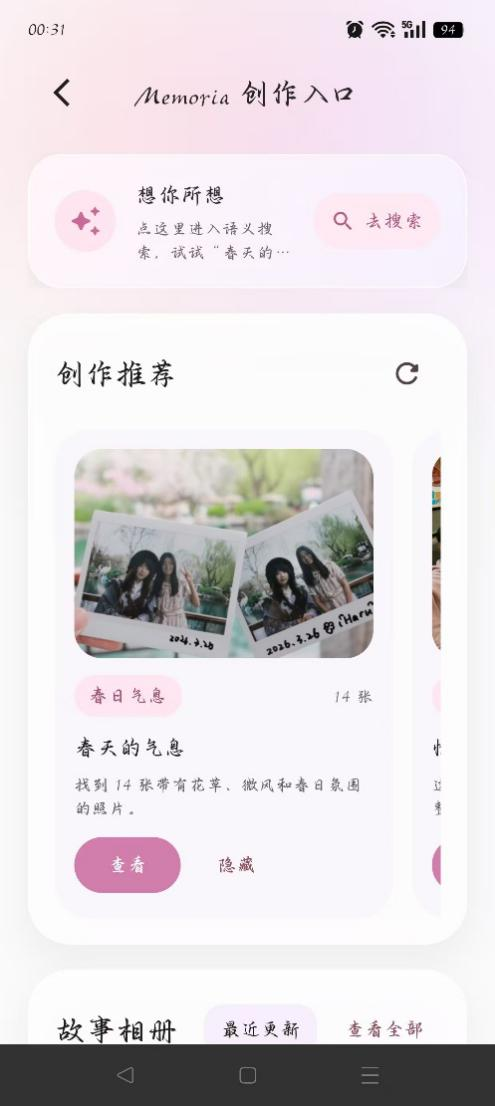 00:31
5G
94
Memoria 创作入口
想你所想
点这里进入语义搜
索，试试“春天的…
去搜索
创作推荐
2026.3.26
2026.3.26
春日气息
14 张
春天的气息
找到 14 张带有花草、微风和春日氛围
的照片。
查看
隐藏
故事相册
最近更新
查看全部